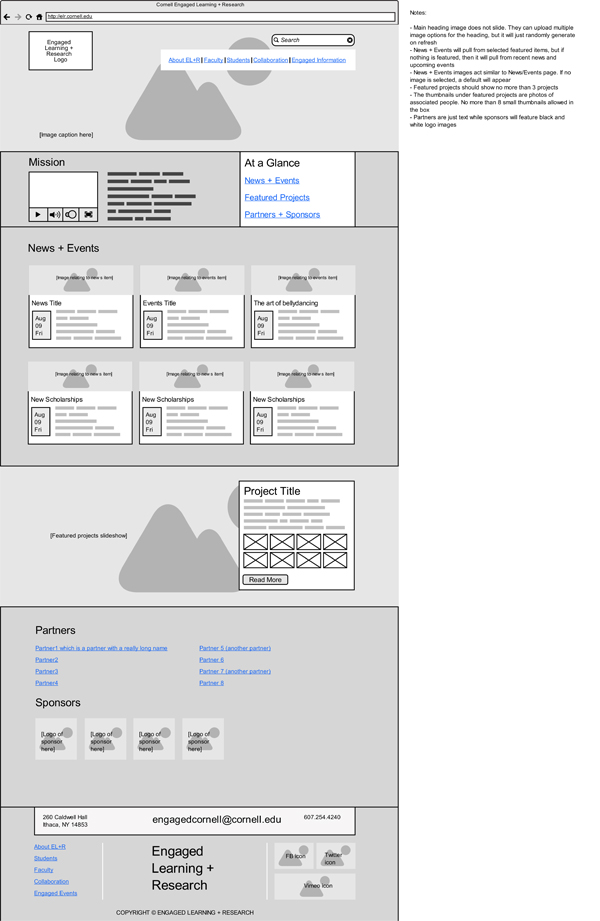 Cornell Engaged Learning + Research
http://elr.cornell.edu
Engaged
Learning +
Research
Logo
Search
About EL+R | Faculty | Students | Collaboration | Engaged Information
[Image caption here]
Mission
At a Glance
News + Events
Featured Projects
Partners + Sponsors
News + Events
[Image relating to news item]
[Image relating to events item]
[Image relating to events item]
News Title
Events Title
The art of bellydancing
Aug
09
Fri
Aug
09
Fri
Aug
09
Fri
[Image relating to news item]
[Image relating to news item]
[Image relating to news item]
New Scholarships
New Scholarships
New Scholarships
Aug
09
Fri
Aug
09
Fri
Aug
09
Fri
[Featured projects slideshow]
Project Title
Read More
Partners
Partner1 which is a partner with a really long name
Partner2
Partner3
Partner4
Partner 5 (another partner)
Partner 6
Partner 7 (another partner)
Partner 8
Sponsors
[Logo of
sponsor
here]
[Logo of
sponsor
here]
[Logo of
sponsor
here]
[Logo of
sponsor
here]
260 Caldwell Hall
Ithaca, NY 14853
engagedcornell@cornell.edu
607.254.4240
About EL+R
Students
Faculty
Collaboration
Engaged Events
Engaged
Learning +
Research
FB Icon
Twitter
icon
Vimeo Icon
COPYRIGHT © ENGAGED LEARNING + RESEARCH
Notes:
- Main heading image does not slide. They can upload multiple
image options for the heading, but it will just randomly generate
on refresh
- News + Events will pull from selected featured items, but if
nothing is featured, then it will pull from recent news and
upcoming events
- News + Events images act similar to News/Events page. If no
image is selected, a default will appear
- Featured projects should show no more than 3 projects
- The thumbnails under featured projects are photos of
associated people. No more than 8 small thumbnails allowed in
the box
- Partners are just text while sponsors will feature black and
white logo images